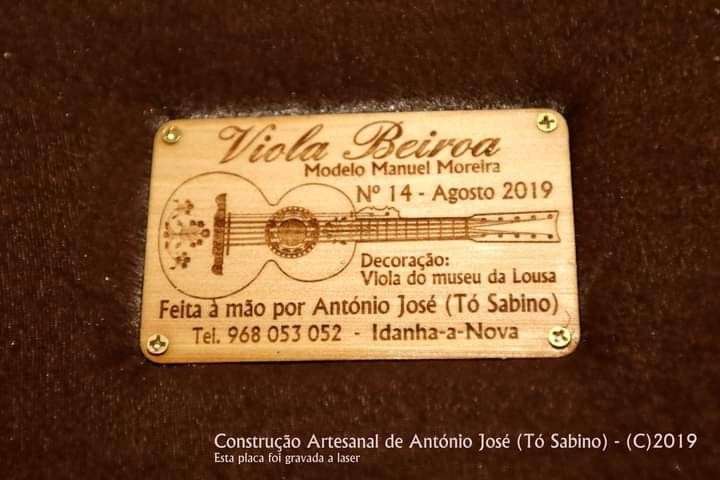 Viola Beiroa
Modelo Manuel Moreira
Nº 14 - Agosto 2019
Decoração:
Viola do museu da Lousa
Feita à mão por António José (Tó Sabino)
Tel. 968 053 052 - Idanha-a-Nova
Construção Artesanal de António José (Tó Sabino) - (C)2019
Esta placa foi gravada a laser